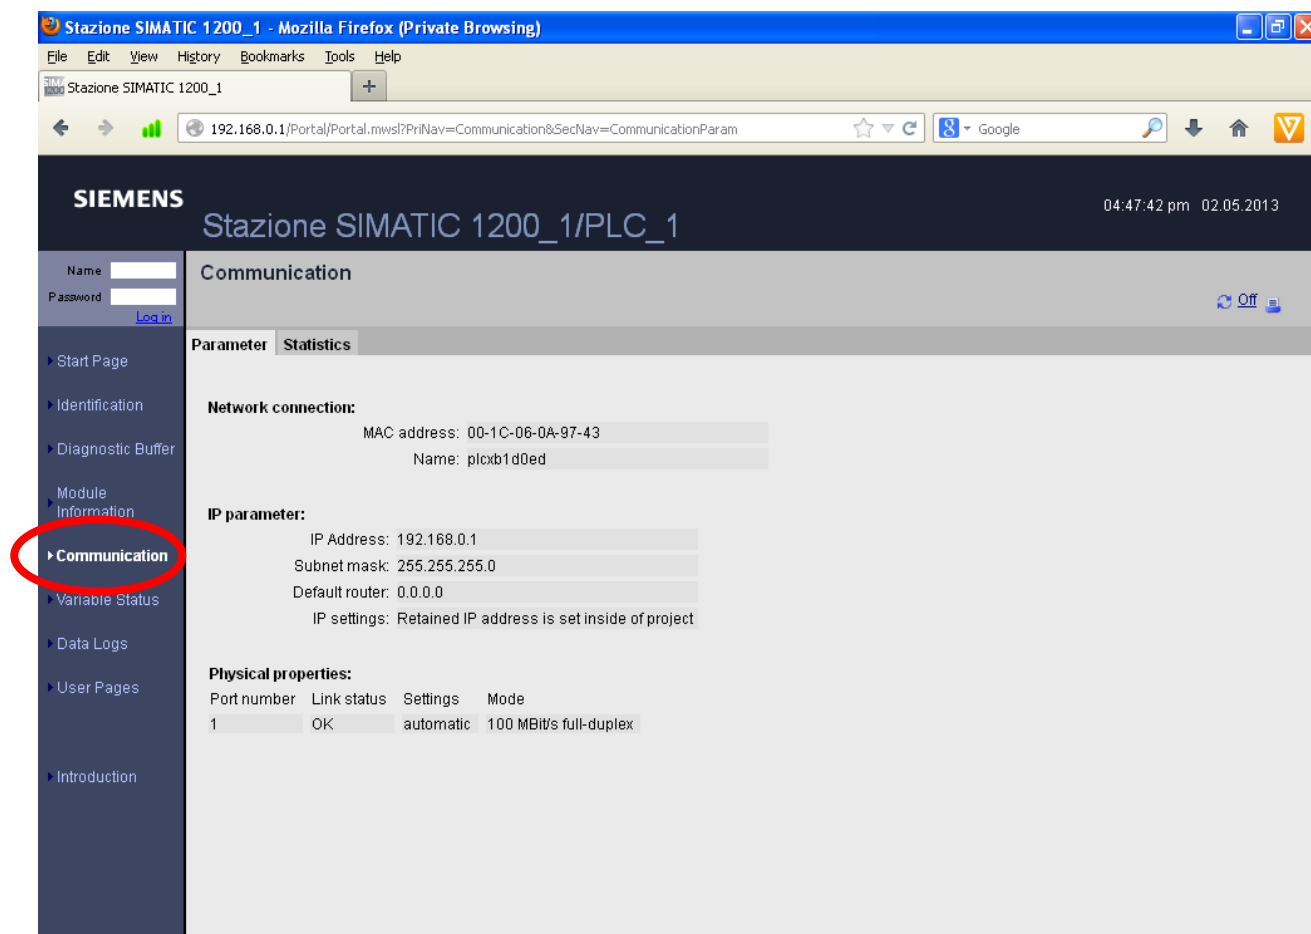 Stazione SIMATIC 1200_1 - Mozilla Firefox (Private Browsing)
File Edit View History Bookmarks Tools Help
Stazione SIMATIC 1200_1
192.168.0.1/Portal/Portal.mwsl?PriNav=Communication&SecNav=CommunicationParam
Google
SIEMENS
Stazione SIMATIC 1200_1/PLC_1
04:47:42 pm 02.05.2013
Name
Password
Log in
Communication
Off
Parameter Statistics
Start Page
Identification
Diagnostic Buffer
Module
Information
Communication
Variable Status
Data Logs
User Pages
Introduction
Network connection:
MAC address: 00-1C-06-0A-97-43
Name: plcxb1d0ed
IP parameter:
IP Address: 192.168.0.1
Subnet mask: 255.255.255.0
Default router: 0.0.0.0
IP settings: Retained IP address is set inside of project
Physical properties:
Port number Link status Settings Mode
1 OK automatic 100 MBit/s full-duplex